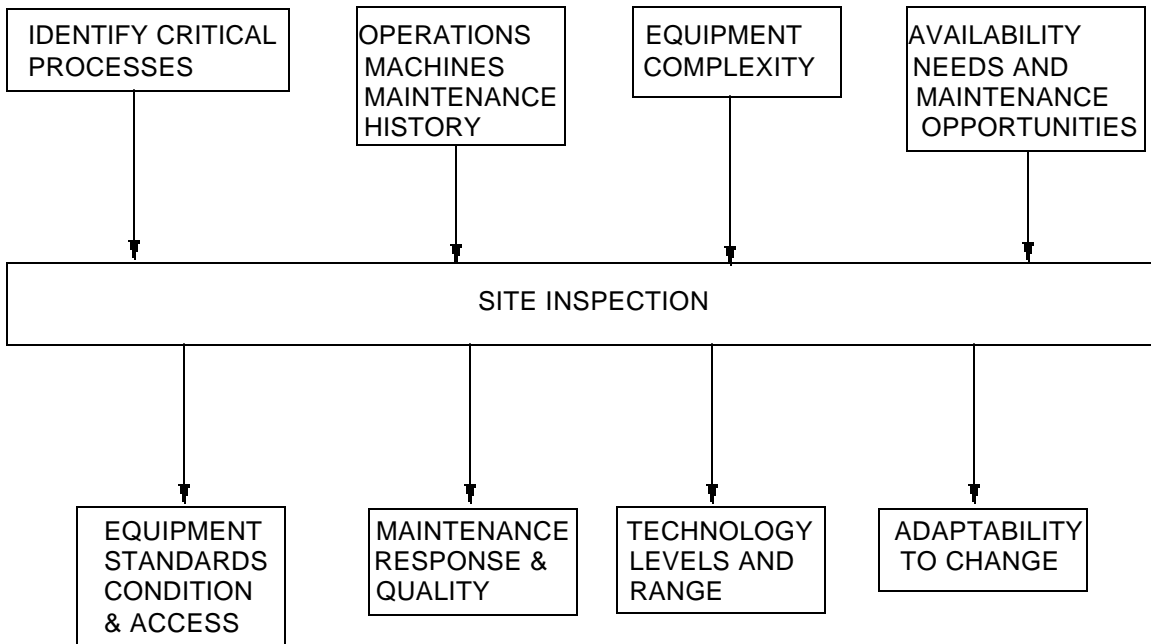 IDENTIFY CRITICAL
PROCESSES
OPERATIONS
MACHINES
MAINTENANCE
HISTORY
EQUIPMENT
COMPLEXITY
AVAILABILITY
NEEDS AND
MAINTENANCE
OPPORTUNITIES
SITE INSPECTION
EQUIPMENT
STANDARDS
CONDITION
& ACCESS
MAINTENANCE
RESPONSE &
QUALITY
TECHNOLOGY
LEVELS AND
RANGE
ADAPTABILITY
TO CHANGE